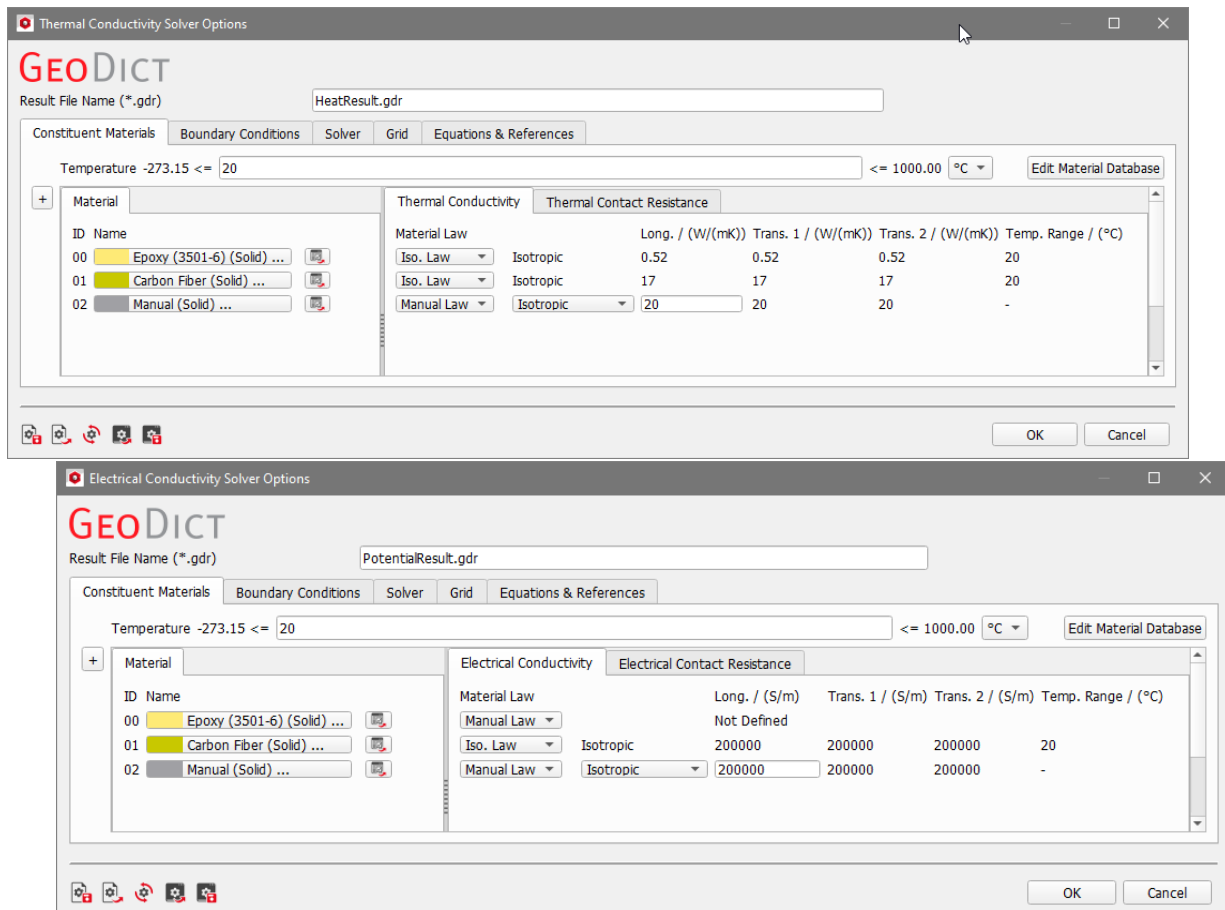 Thermal Conductivity Solver Options
GEODICT
Result File Name (*.gdr) HeatResult.gdr
Constituent Materials Boundary Conditions Solver Grid Equations & References
Temperature -273.15 <= 20 <= 1000.00 °C Edit Material Database
+ Material Thermal Conductivity Thermal Contact Resistance
ID Name Material Law Long. / (W/(mK)) Trans. 1 / (W/(mK)) Trans. 2 / (W/(mK)) Temp. Range / (°C)
00 Epoxy (3501-6) (Solid) ... Iso. Law Isotropic 0.52 0.52 0.52 20
01 Carbon Fiber (Solid) ... Iso. Law Isotropic 17 17 17 20
02 Manual (Solid) ... Manual Law Isotropic 20 20 20 -
OK Cancel
Electrical Conductivity Solver Options
GEODICT
Result File Name (*.gdr) PotentialResult.gdr
Constituent Materials Boundary Conditions Solver Grid Equations & References
Temperature -273.15 <= 20 <= 1000.00 °C Edit Material Database
+ Material Electrical Conductivity Electrical Contact Resistance
ID Name Material Law Long. / (S/m) Trans. 1 / (S/m) Trans. 2 / (S/m) Temp. Range / (°C)
00 Epoxy (3501-6) (Solid) ... Manual Law Not Defined
01 Carbon Fiber (Solid) ... Iso. Law Isotropic 200000 200000 200000 20
02 Manual (Solid) ... Manual Law Isotropic 200000 200000 200000 -
OK Cancel